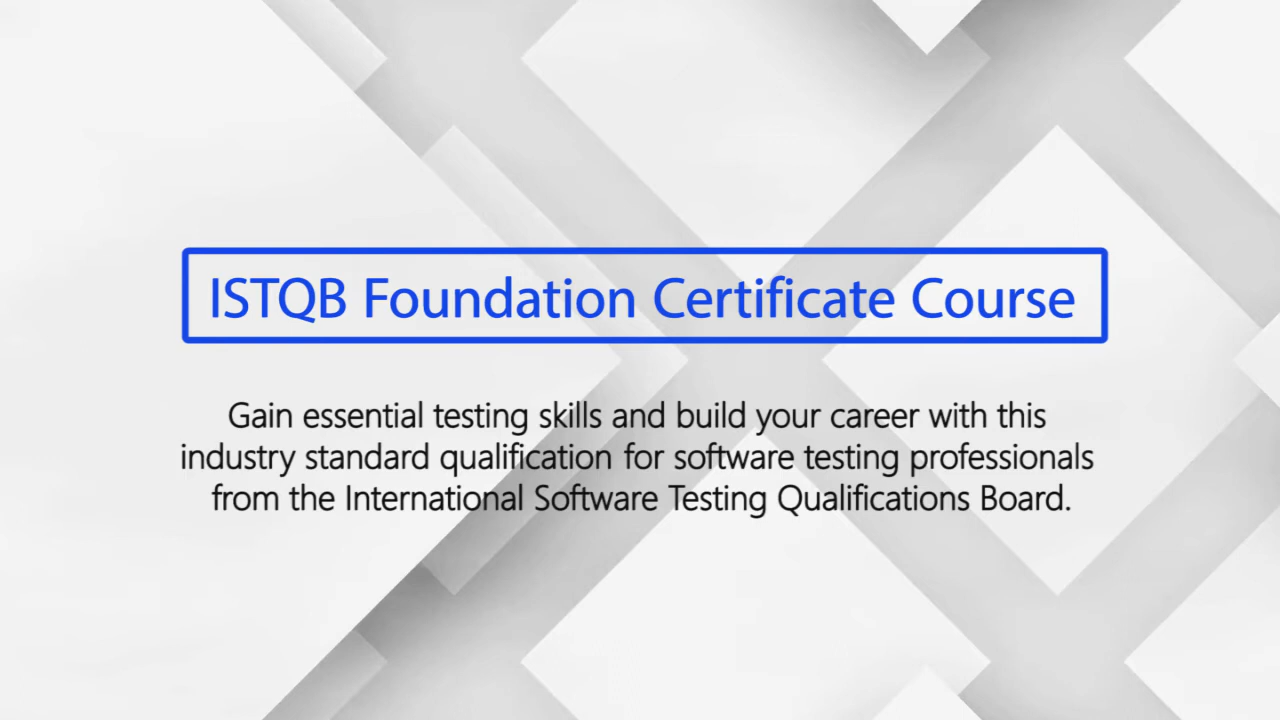 ISTQB Foundation Certificate Course
Gain essential testing skills and build your career with this
industry standard qualification for software testing professionals
from the International Software Testing Qualifications Board.